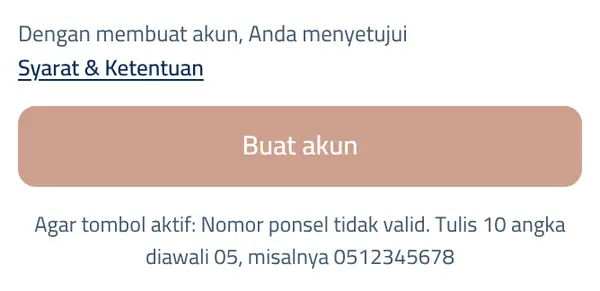 Dengan membuat akun, Anda menyetujui
Syarat & Ketentuan
Buat akun
Agar tombol aktif: Nomor ponsel tidak valid. Tulis 10 angka
diawali 05, misalnya 0512345678